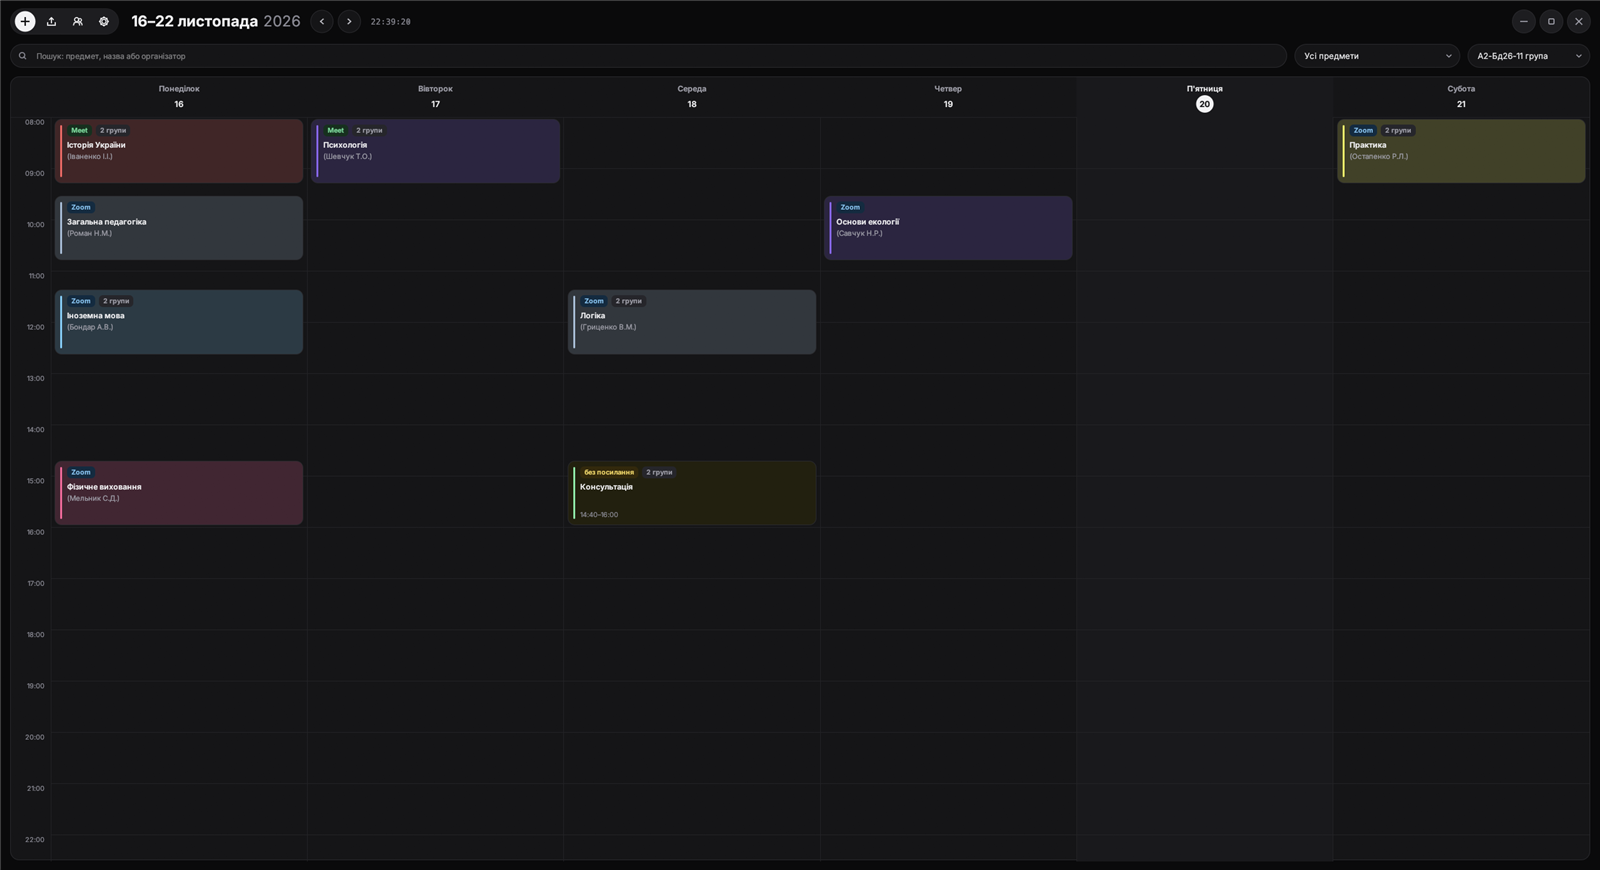 16–22 листопада 2026
22:39:20
Пошук: предмет, назва або організатор
Усі предмети
А2-Бд26-11 група
Понеділок
16
Вівторок
17
Середа
18
Четвер
19
П'ятниця
20
Субота
21
08:00
09:00
10:00
11:00
12:00
13:00
14:00
15:00
16:00
17:00
18:00
19:00
20:00
21:00
22:00
Meet 2 групи
Історія України
(Іваненко І.І.)
Zoom
Загальна педагогіка
(Роман Н.М.)
Zoom 2 групи
Іноземна мова
(Бондар А.В.)
Zoom
Фізичне виховання
(Мельник С.Д.)
Meet 2 групи
Психологія
(Шевчук Т.О.)
Zoom 2 групи
Логіка
(Гриценко В.М.)
без посилання 2 групи
Консультація
14:40–16:00
Zoom
Основи екології
(Савчук Н.Р.)
Zoom 2 групи
Практика
(Остапенко Р.Л.)